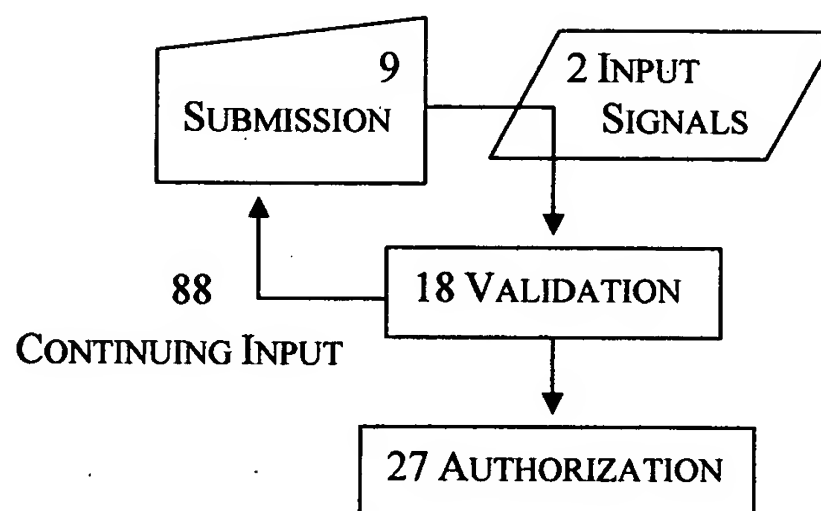 9
SUBMISSION
2 INPUT
SIGNALS
88
CONTINUING INPUT
18 VALIDATION
27 AUTHORIZATION